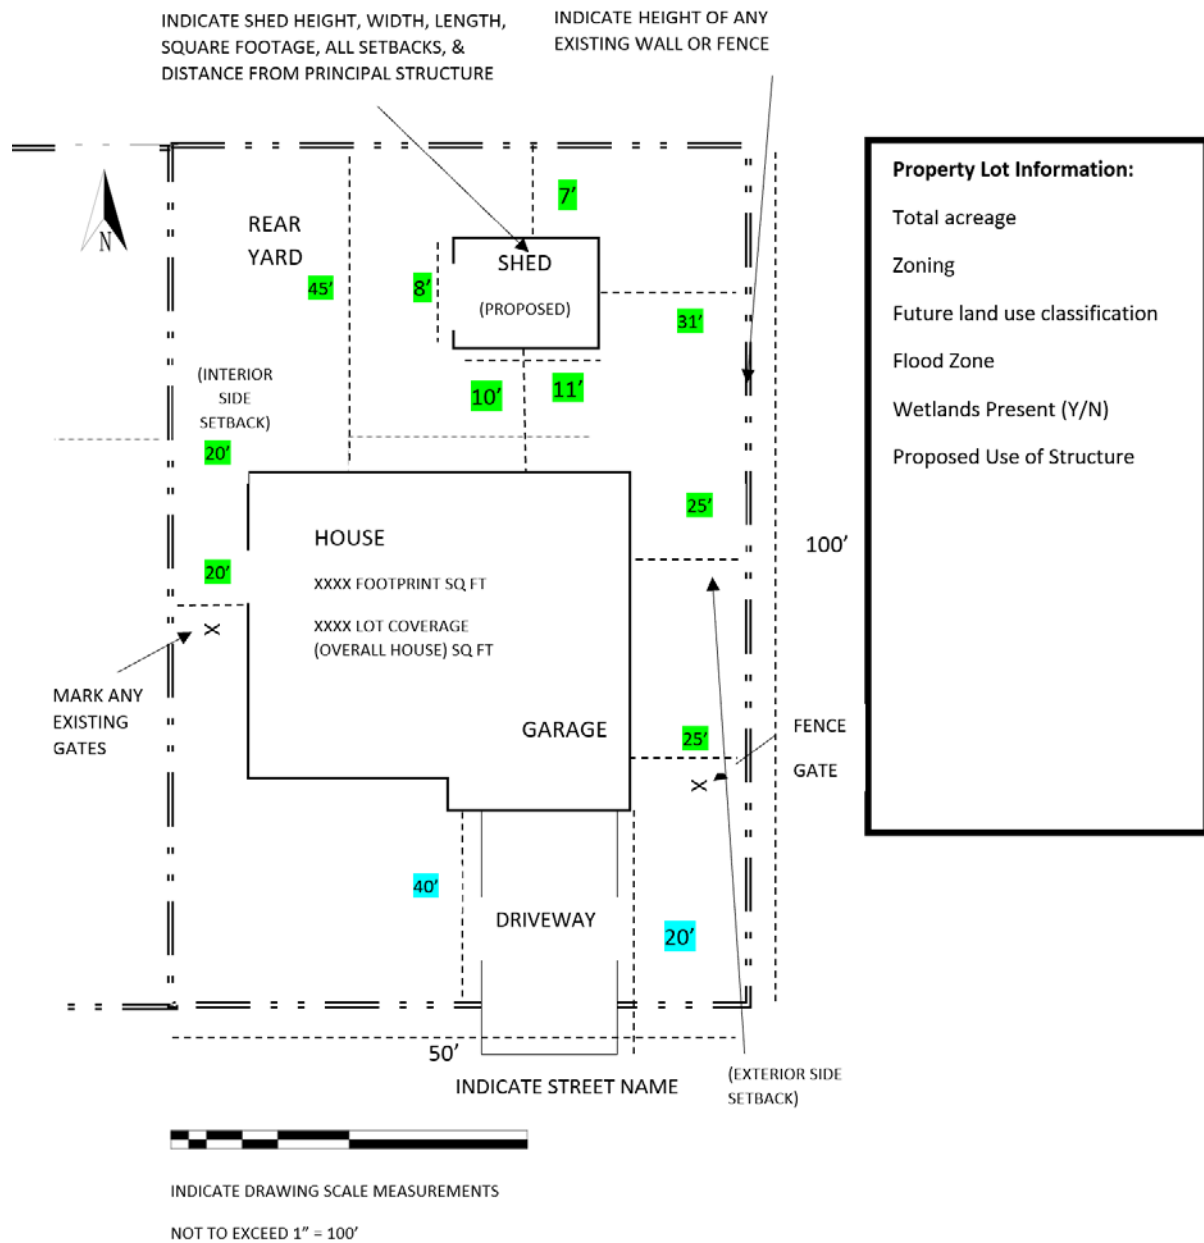 INDICATE SHED HEIGHT, WIDTH, LENGTH,
SQUARE FOOTAGE, ALL SETBACKS, &
DISTANCE FROM PRINCIPAL STRUCTURE
INDICATE HEIGHT OF ANY
EXISTING WALL OR FENCE
N
REAR
YARD
45'
7'
SHED
(PROPOSED)
8'
31'
10'
11'
(INTERIOR
SIDE
SETBACK)
20'
20'
X
MARK ANY
EXISTING
GATES
HOUSE
XXXX FOOTPRINT SQ FT
XXXX LOT COVERAGE
(OVERALL HOUSE) SQ FT
GARAGE
25'
100'
25'
X
FENCE
GATE
40'
DRIVEWAY
20'
50'
INDICATE STREET NAME
(EXTERIOR SIDE
SETBACK)
INDICATE DRAWING SCALE MEASUREMENTS
NOT TO EXCEED 1" = 100'
Property Lot Information:
Total acreage
Zoning
Future land use classification
Flood Zone
Wetlands Present (Y/N)
Proposed Use of Structure